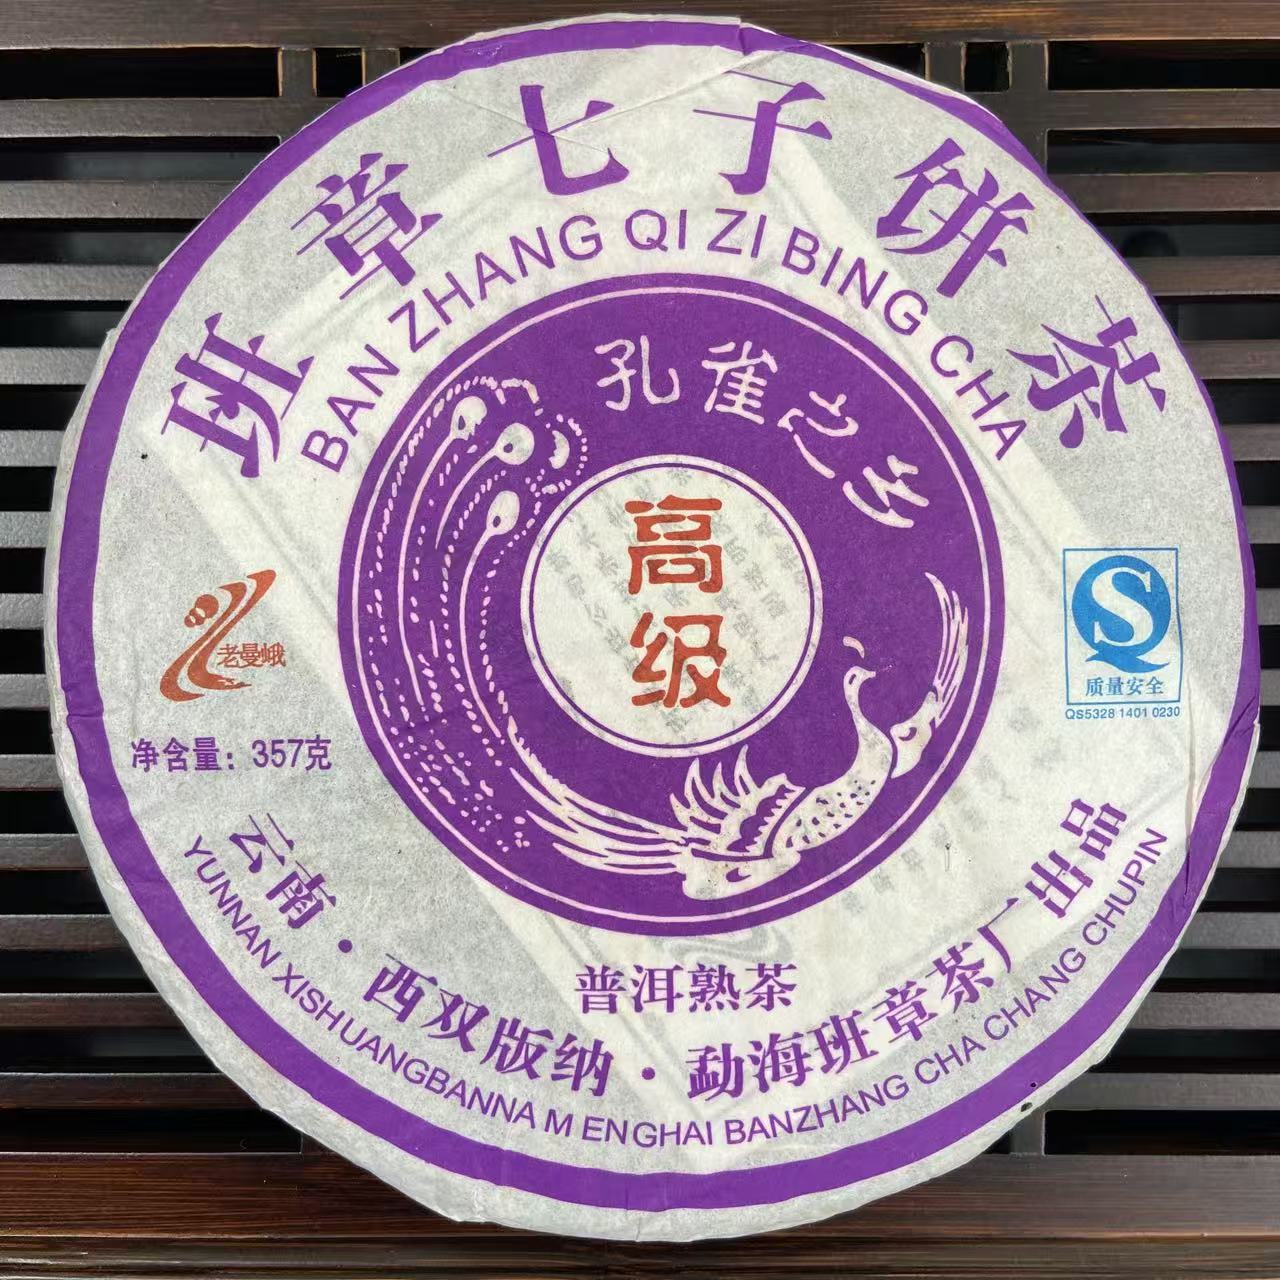 班章七子饼茶
BAN ZHANG QI ZI BING CHA
孔雀之乡
高级
老曼峨
质量安全
QS5328 1401 0230
净含量：357克
普洱熟茶
云南·西双版纳·勐海班章茶厂出品
YUNNAN XISHUANGBANNA M ENGHAI BANZHANG CHA CHANG CHUPIN